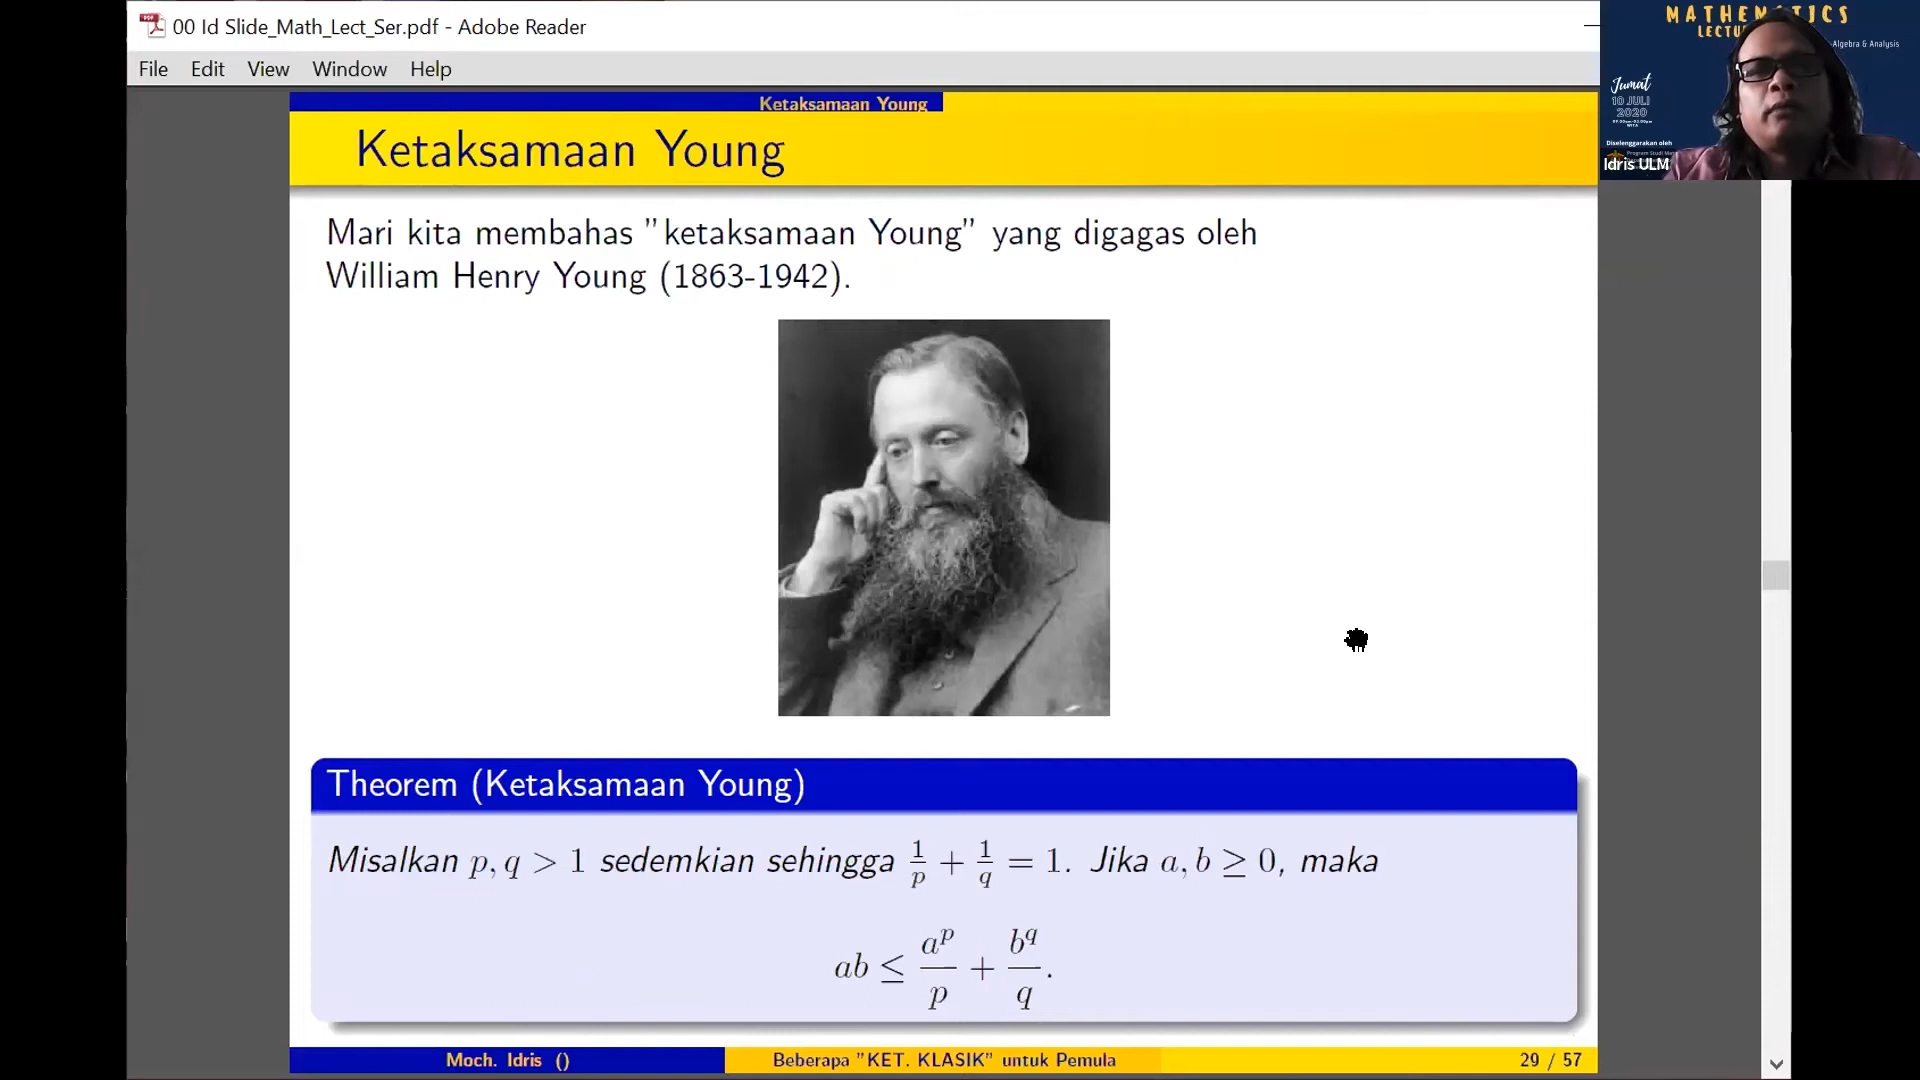 00 Id Slide_Math_Lect_Ser.pdf - Adobe Reader
File Edit View Window Help
Ketaksamaan Young
Ketaksamaan Young
Mari kita membahas "ketaksamaan Young" yang digagas oleh
William Henry Young (1863-1942).
Theorem (Ketaksamaan Young)
Misalkan p, q > 1 sedemkian sehingga 1/p + 1/q = 1. Jika a, b ≥ 0, maka
ab ≤ a^p/p + b^q/q.
Moch. Idris () Beberapa "KET. KLASIK" untuk Pemula 29 / 57
Algebra & Analysis
Jumat
10 JULI
2020
Diselenggarakan oleh
Idris ULM